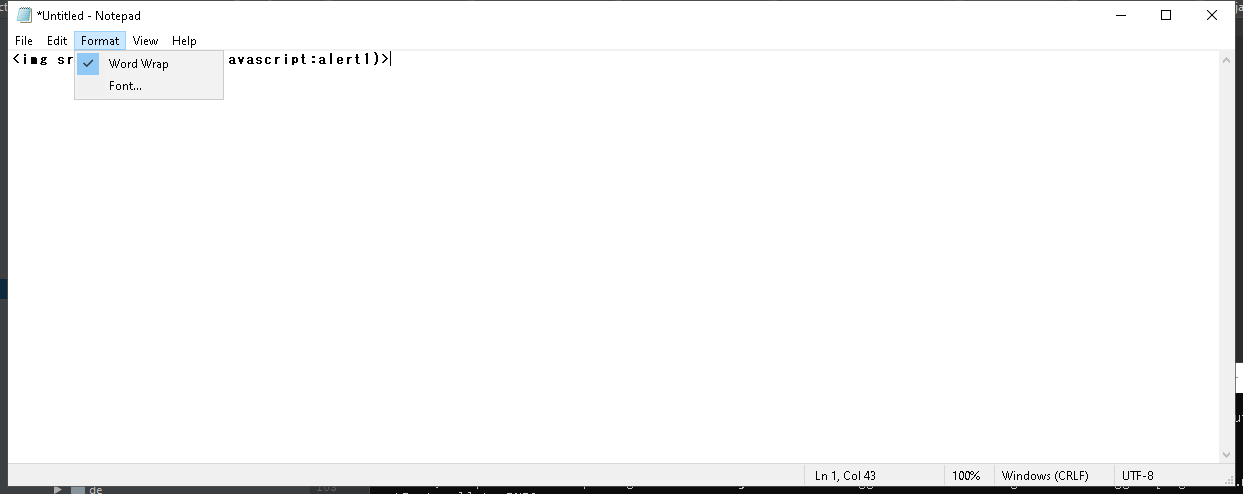 *Untitled - Notepad
File Edit Format View Help
<img sr avascript:alert1)>
Word Wrap
Font...
Ln 1, Col 43 100% Windows (CRLF) UTF-8
de